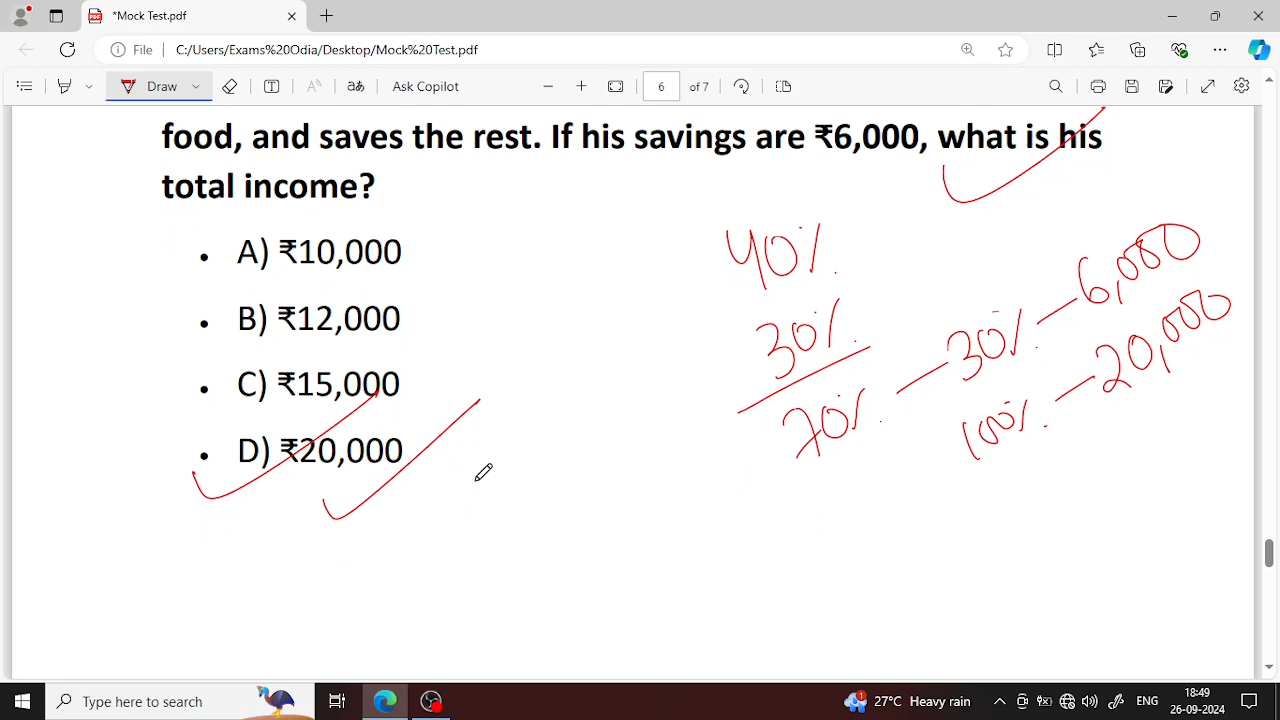 *Mock Test.pdf
File
C:/Users/Exams%20Odia/Desktop/Mock%20Test.pdf
Draw
Ask Copilot
6 of 7
food, and saves the rest. If his savings are ₹6,000, what is his
total income?
A) ₹10,000
B) ₹12,000
C) ₹15,000
D) ₹20,000
40%
30%
70% — 30% — 6,000
100% — 20,000
Type here to search
1
27°C Heavy rain
ENG
18:49
26-09-2024